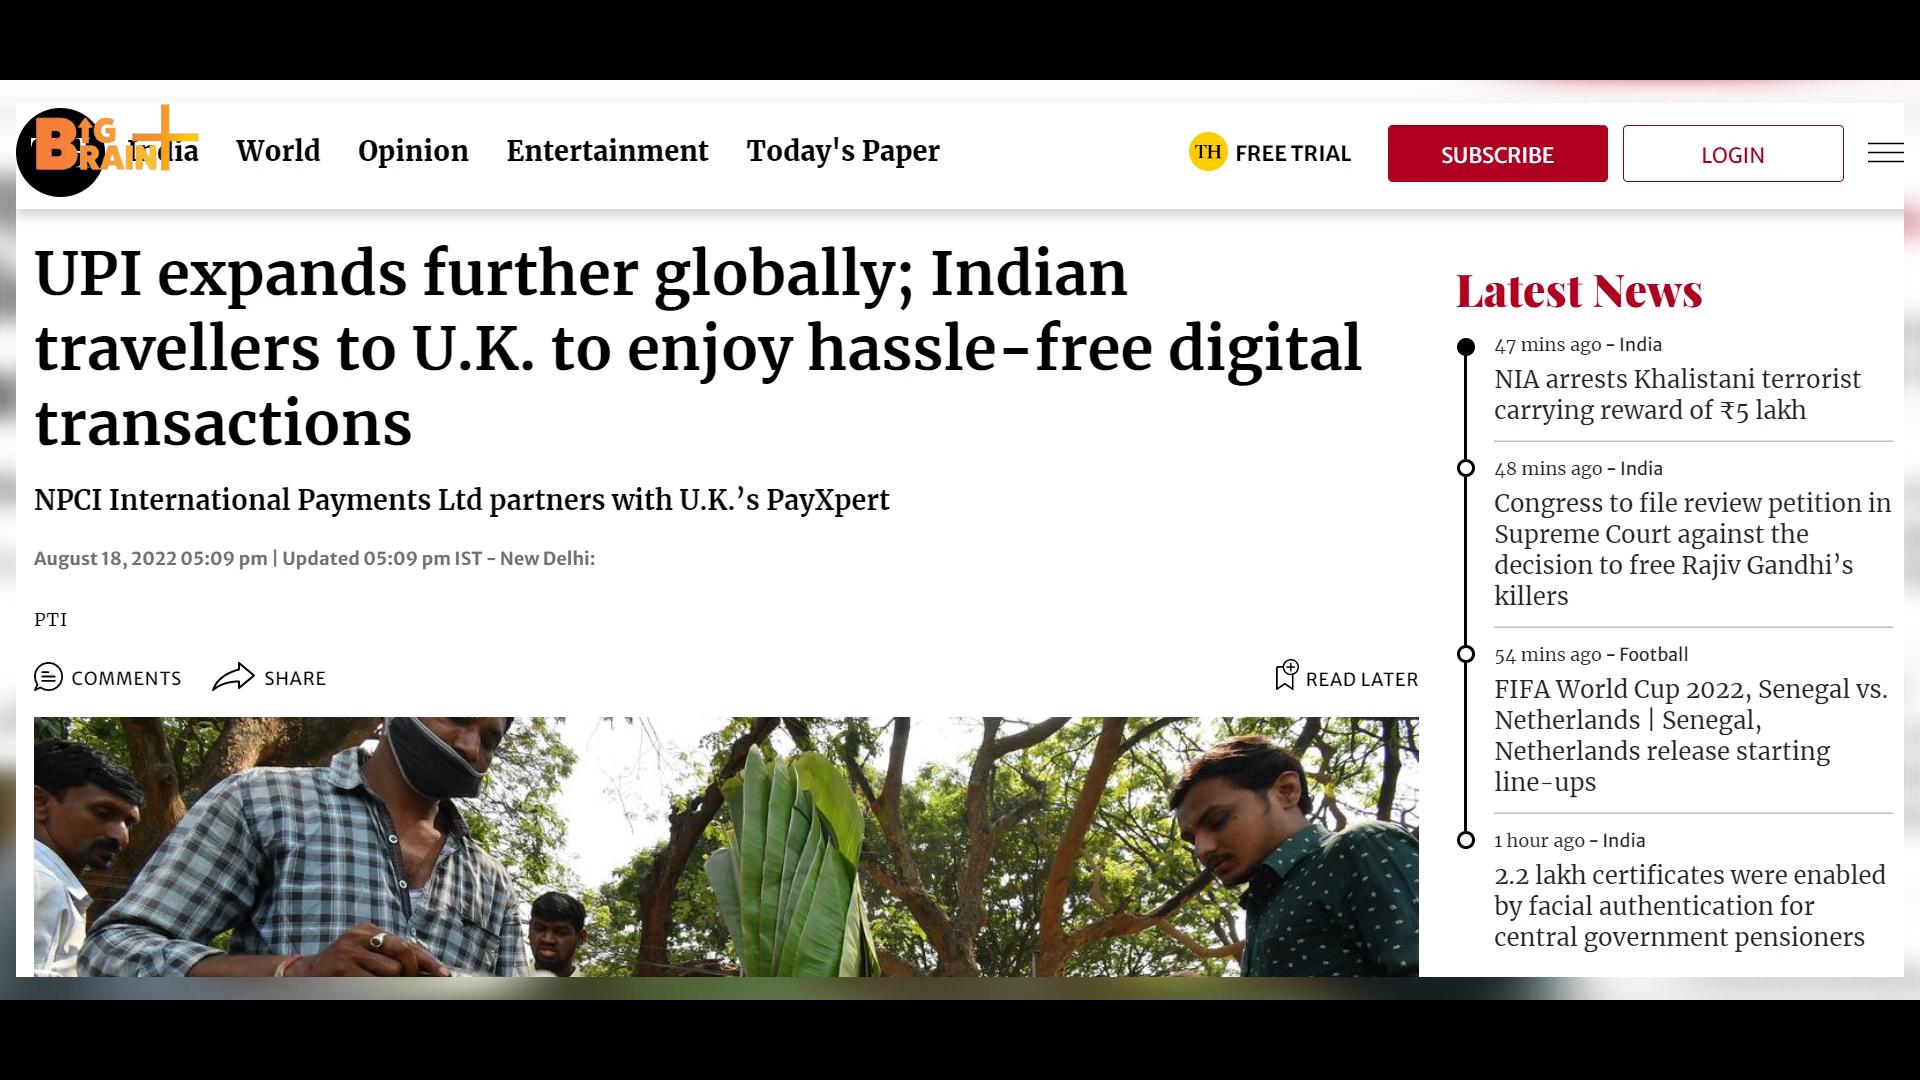 BIG
BRAIN+
India World Opinion Entertainment Today's Paper
TH FREE TRIAL SUBSCRIBE LOGIN
UPI expands further globally; Indian
travellers to U.K. to enjoy hassle-free digital
transactions
NPCI International Payments Ltd partners with U.K.’s PayXpert
August 18, 2022 05:09 pm | Updated 05:09 pm IST - New Delhi:
PTI
COMMENTS SHARE READ LATER
Latest News
47 mins ago - India
NIA arrests Khalistani terrorist
carrying reward of ₹5 lakh
48 mins ago - India
Congress to file review petition in
Supreme Court against the
decision to free Rajiv Gandhi’s
killers
54 mins ago - Football
FIFA World Cup 2022, Senegal vs.
Netherlands | Senegal,
Netherlands release starting
line-ups
1 hour ago - India
2.2 lakh certificates were enabled
by facial authentication for
central government pensioners